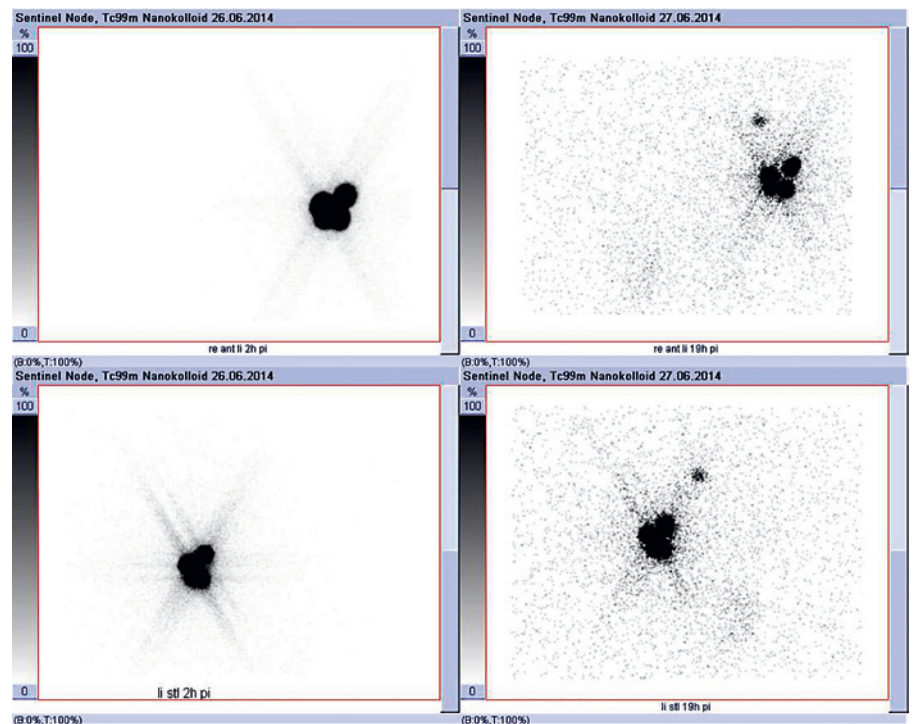 Sentinel Node, Tc99m Nanokolloid 26.06.2014
%
100
0
re ant li 2h pi
(B:0%,T:100%)
Sentinel Node, Tc99m Nanokolloid 27.06.2014
%
100
0
re ant li 19h pi
(B:0%,T:100%)
Sentinel Node, Tc99m Nanokolloid 26.06.2014
%
100
0
li stl 2h pi
(B:0%,T:100%)
Sentinel Node, Tc99m Nanokolloid 27.06.2014
%
100
0
li stl 19h pi
(B:0%,T:100%)